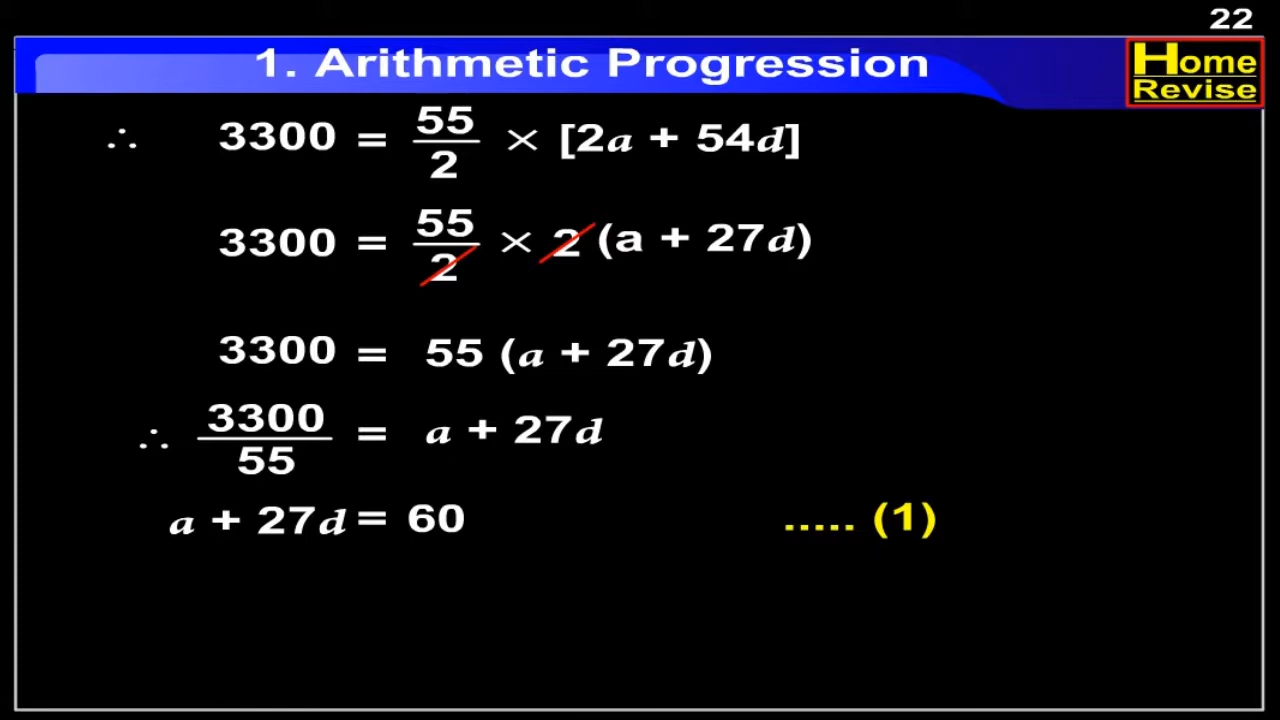 22
1. Arithmetic Progression
Home
Revise
∴ 3300 = 55/2 × [2a + 54d]
3300 = 55/2 × 2 (a + 27d)
3300 = 55 (a + 27d)
∴ 3300/55 = a + 27d
a + 27d = 60 ..... (1)